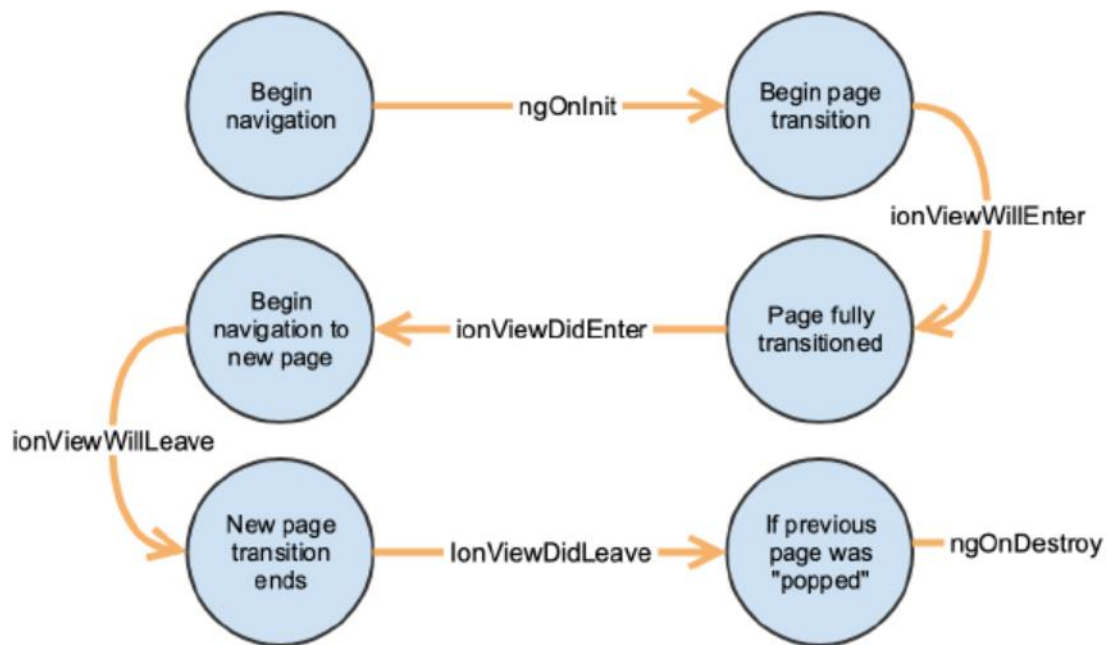 Begin
navigation
ngOnInit
Begin page
transition
ionViewWillEnter
Page fully
transitioned
ionViewDidEnter
Begin
navigation to
new page
ionViewWillLeave
New page
transition
ends
IonViewDidLeave
If previous
page was
"popped"
ngOnDestroy